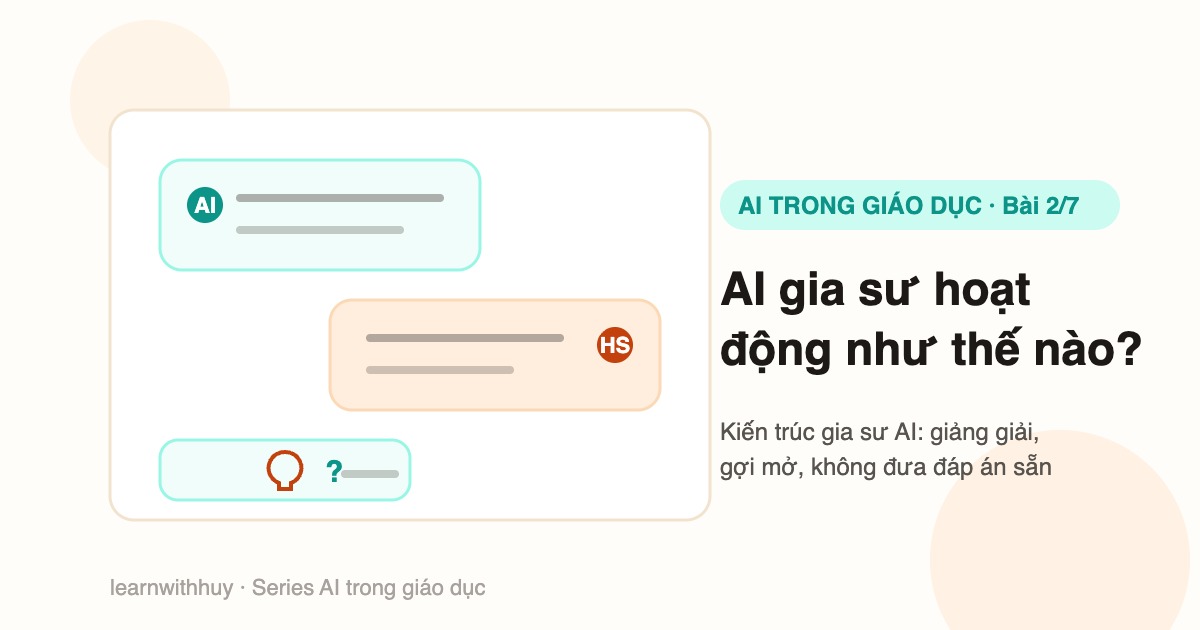 AI
HS
?
AI TRONG GIÁO DỤC · Bài 2/7
AI gia sư hoạt
động như thế nào?
Kiến trúc gia sư AI: giảng giải,
gợi mở, không đưa đáp án sẵn
learnwithhuy · Series AI trong giáo dục